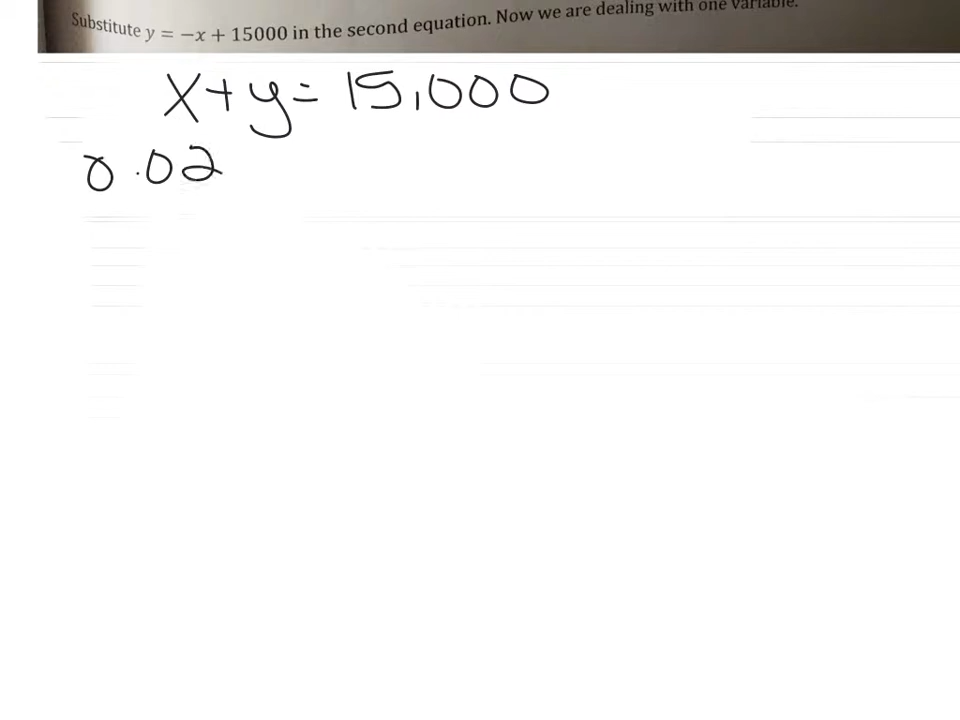 Substitute y = −x + 15000 in the second equation. Now we are dealing with one variable.
x+y= 15,000
0.02